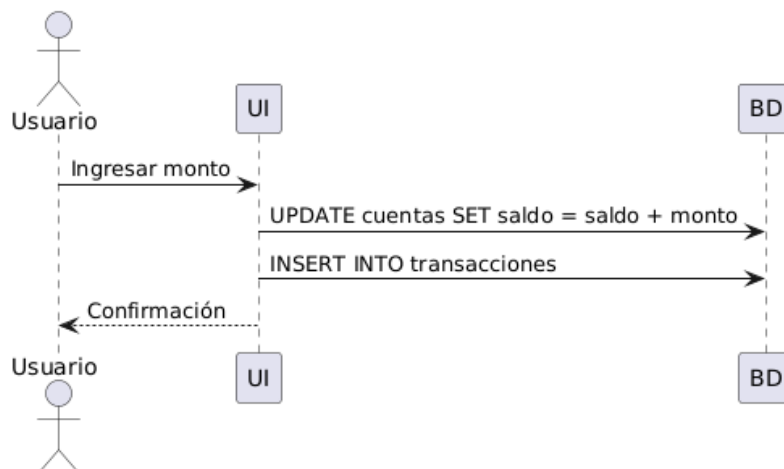 Usuario
UI
BD
Ingresar monto
UPDATE cuentas SET saldo = saldo + monto
INSERT INTO transacciones
Confirmación
Usuario
UI
BD